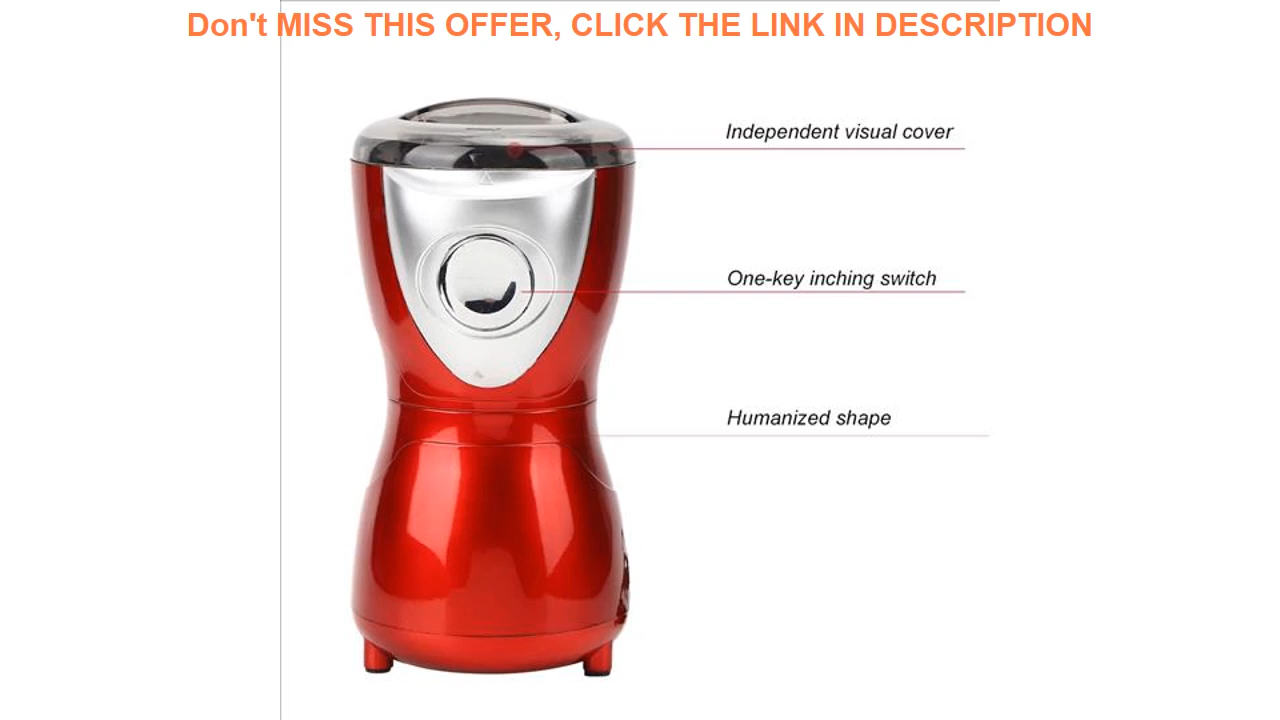 Don't MISS THIS OFFER, CLICK THE LINK IN DESCRIPTION
Independent visual cover
One-key inching switch
Humanized shape